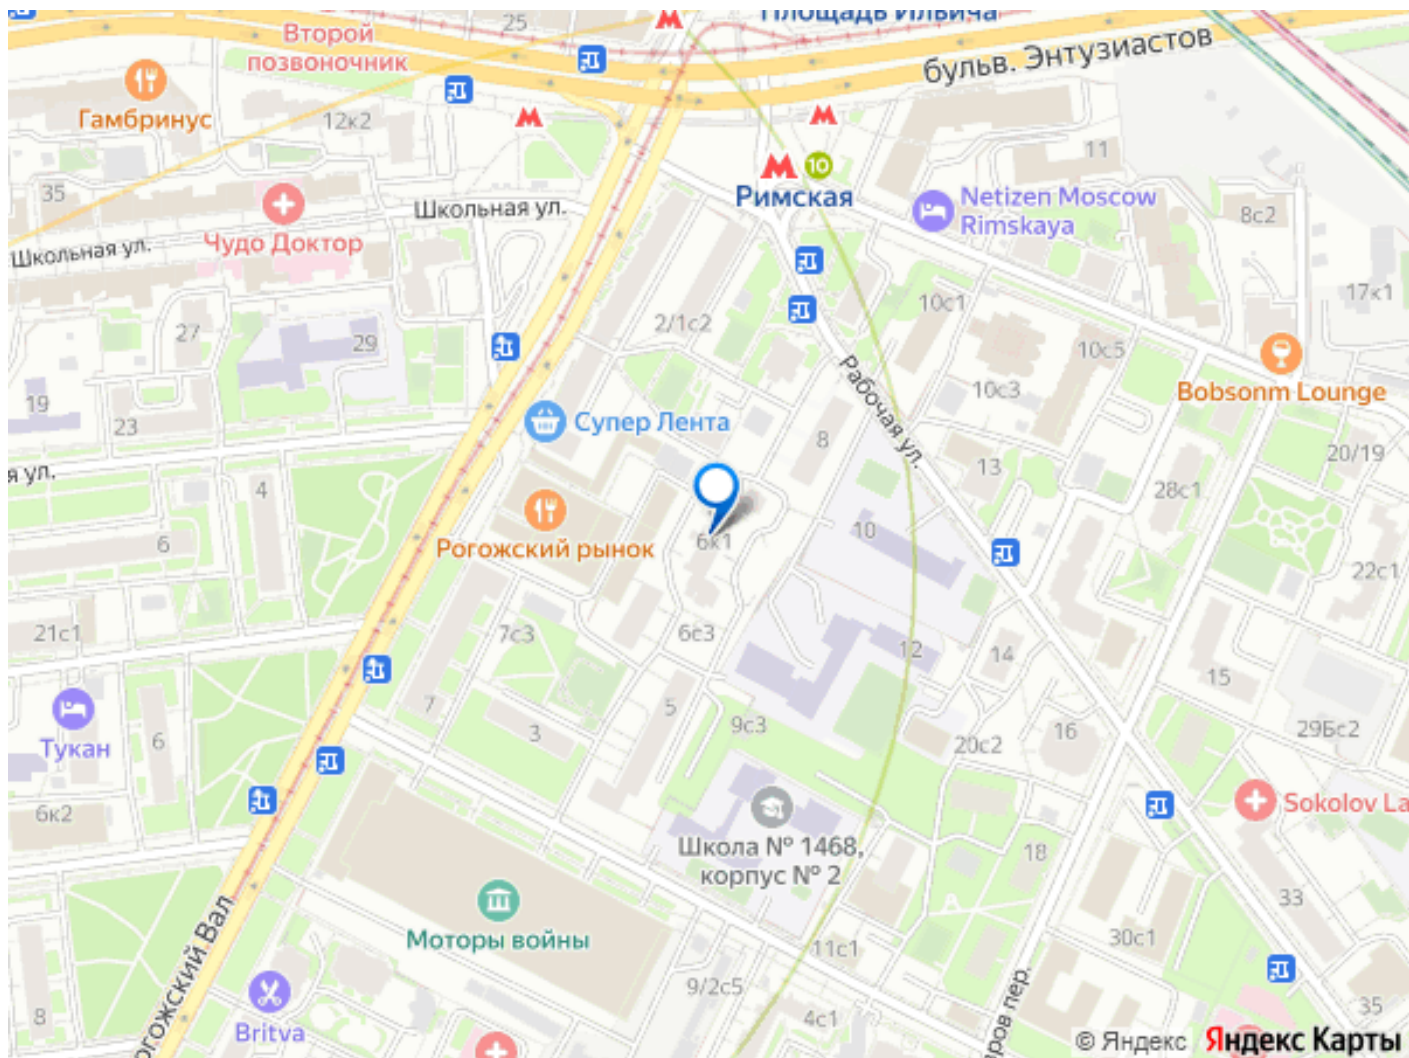 25
Площадь Ильича
Второй
позвоночник
бульв. Энтузиастов
Гамбринус
12к2
11
10
Римская
35
Школьная ул.
Netizen Moscow
Rimskaya
8с2
Чудо Доктор
Школьная ул.
17к1
10с1
27
2/1с2
29
10с5
Рабочая ул.
10с3
Bobsonm Lounge
19
23
Супер Лента
8
20/19
13
я ул.
4
28с1
Рогожский рынок
6
6к1
10
22с1
21с1
7с3
6с3
12
14
15
7
5
9с3
16
29Бс2
Тукан
6
3
20с2
6к2
Sokolov La
Школа № 1468,
корпус № 2
18
33
Моторы войны
11с1
30с1
огожский Вал
9/2с5
4с1
ров пер.
35
8
Britva
© Яндекс Яндекс Карты